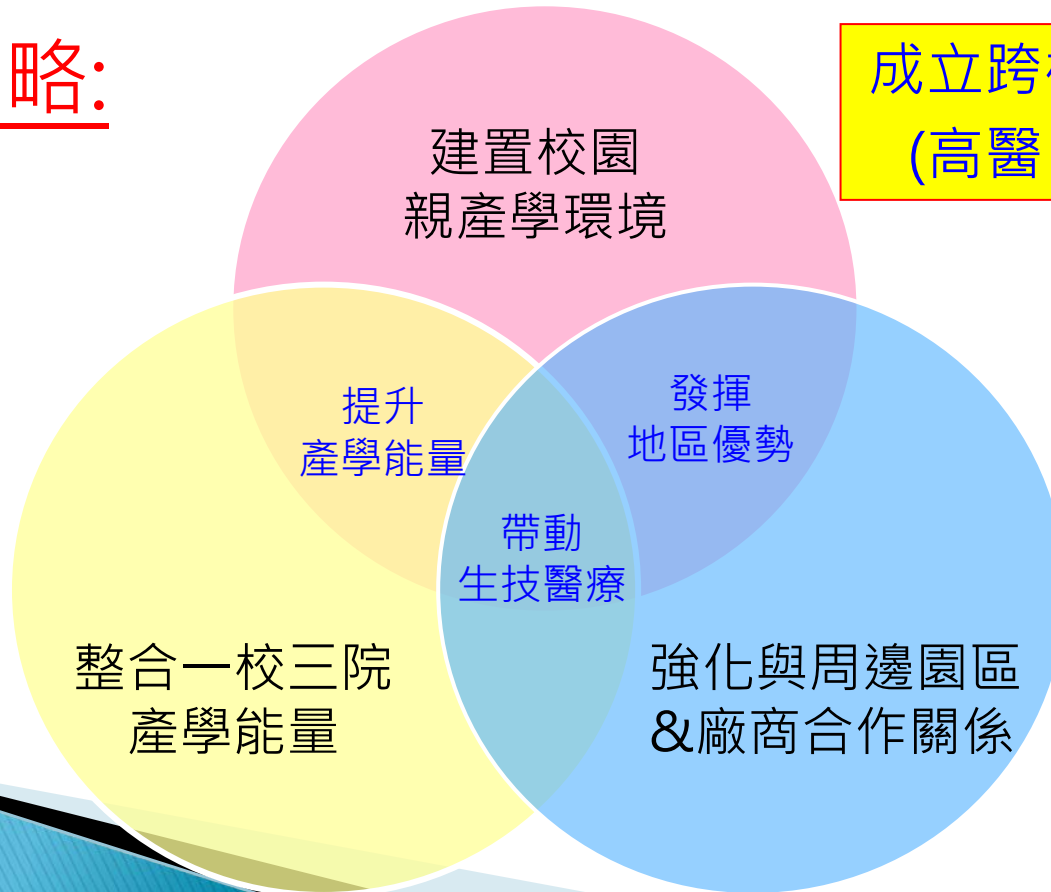 略:
成立跨
(高醫
建置校園
親產學環境
提升
產學能量
發揮
地區優勢
帶動
生技醫療
整合一校三院
產學能量
強化與周邊園區
&廠商合作關係